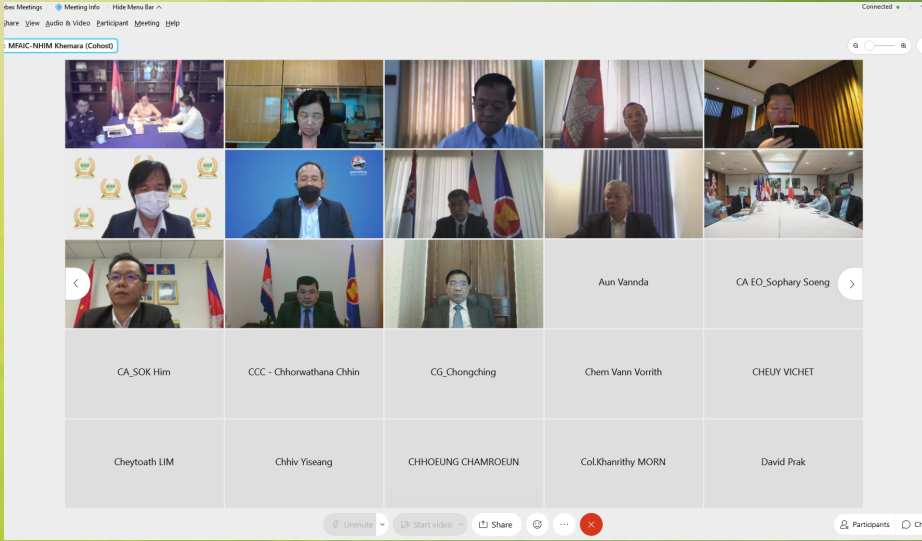 ebex Meetings Meeting Info Hide Menu Bar Connected
Share View Audio & Video Participant Meeting Help
: MFAIC-NHIM Khemara (Cohost)
Aun Vannda
CA EO_Sophary Soeng
CA_SOK Him
CCC - Chhorwathana Chhin
CG_Chongching
Chem Vann Vorrith
CHEUY VICHET
Cheytoath LIM
Chhiv Yiseang
CHHOEUNG CHAMROEUN
Col.Khanrithy MORN
David Prak
Unmute Start video Share
Participants Ch